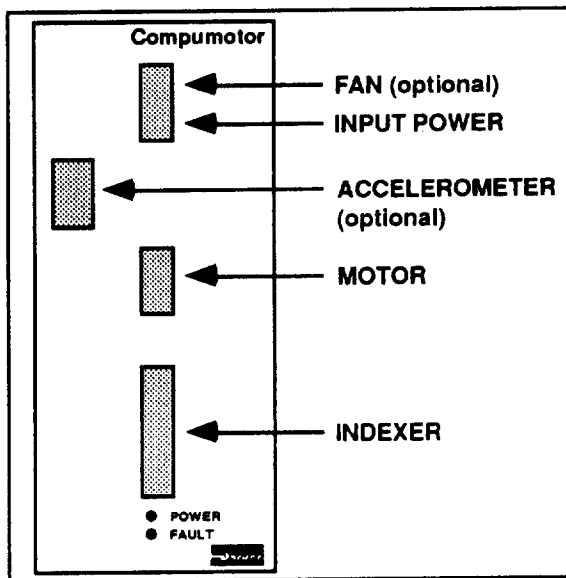 Compumotor
FAN (optional)
INPUT POWER
ACCELEROMETER
(optional)
MOTOR
INDEXER
POWER
FAULT